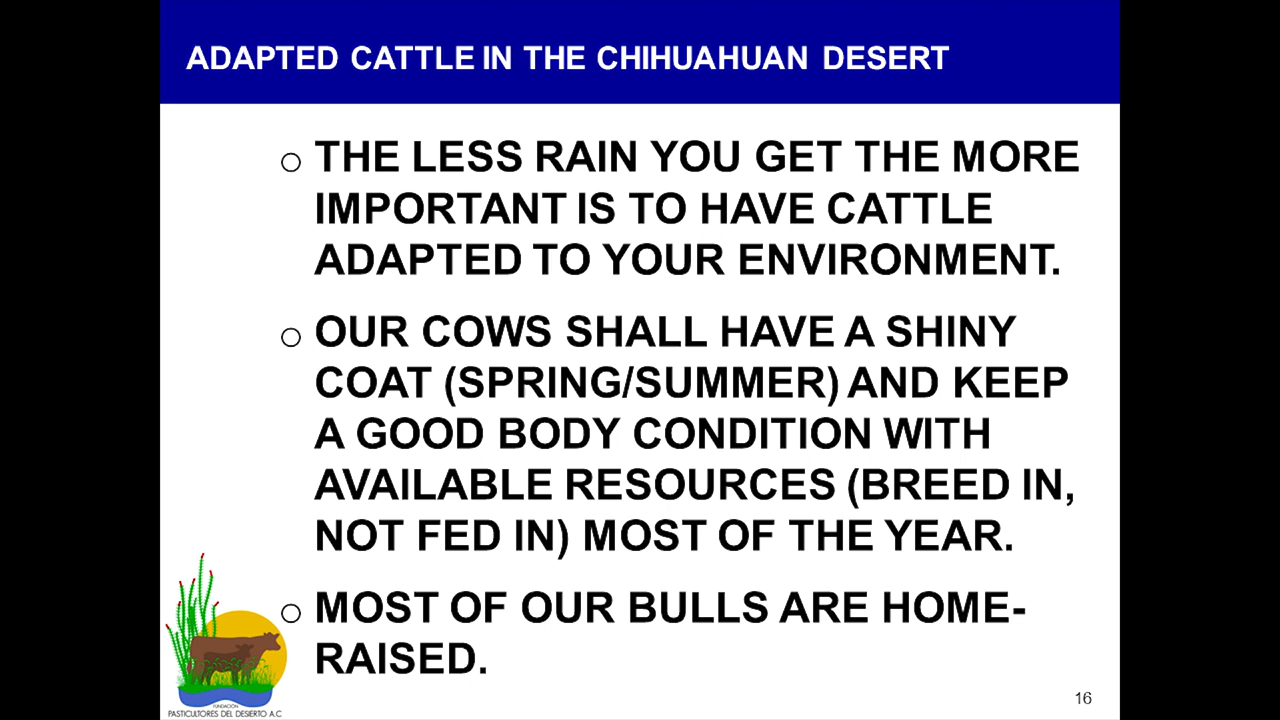 ADAPTED CATTLE IN THE CHIHUAHUAN DESERT
○ THE LESS RAIN YOU GET THE MORE
IMPORTANT IS TO HAVE CATTLE
ADAPTED TO YOUR ENVIRONMENT.
○ OUR COWS SHALL HAVE A SHINY
COAT (SPRING/SUMMER) AND KEEP
A GOOD BODY CONDITION WITH
AVAILABLE RESOURCES (BREED IN,
NOT FED IN) MOST OF THE YEAR.
○ MOST OF OUR BULLS ARE HOME-
RAISED.
FUNDACIÓN
PASTICULTORES DEL DESIERTO A.C
16